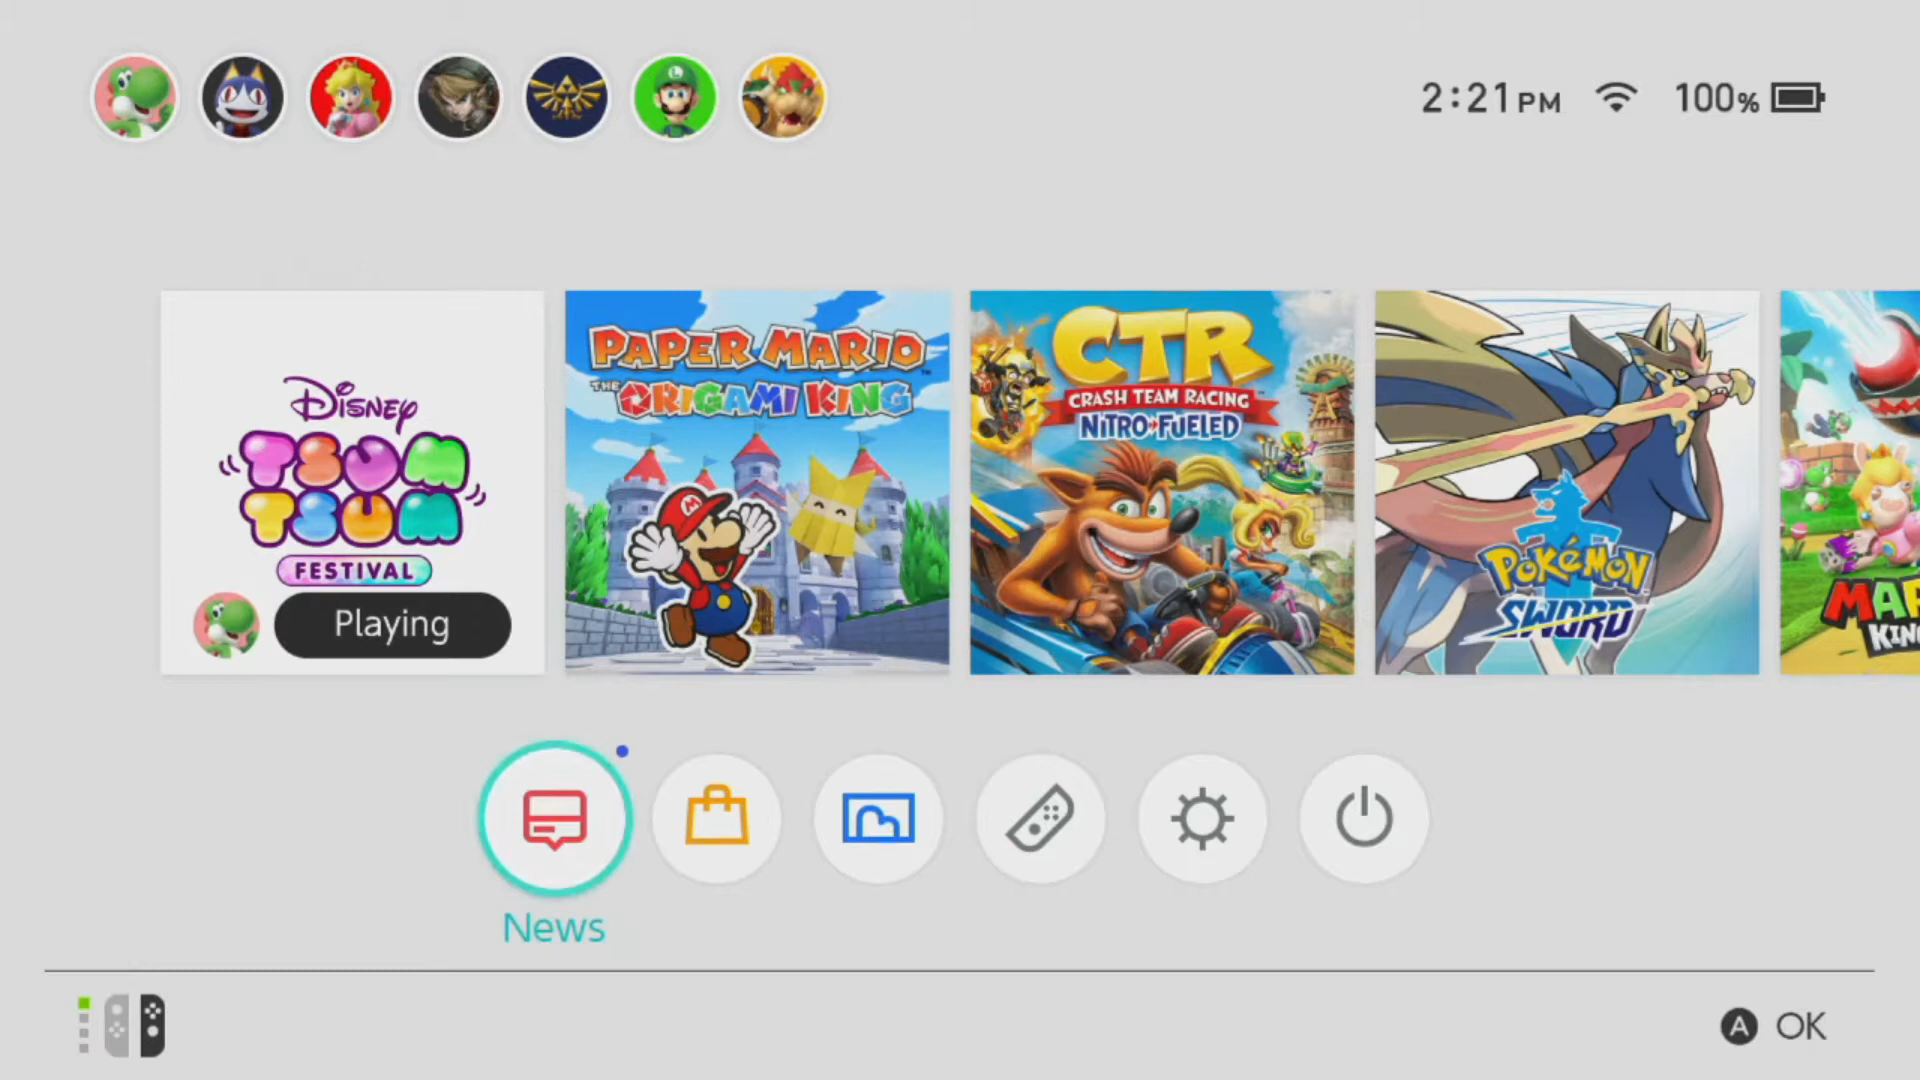 2:21 PM 100%
DISNEY
TSUM
TSUM
FESTIVAL
Playing
PAPER MARIO
THE ORIGAMI KING
CTR
CRASH TEAM RACING
NITRO FUELED
POKéMON
SWORD
News
A OK